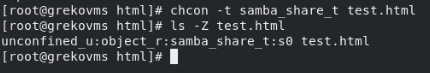 [root@grekovms html]# chcon -t samba_share_t test.html
[root@grekovms html]# ls -Z test.html
unconfined_u:object_r:samba_share_t:s0 test.html
[root@grekovms html]#